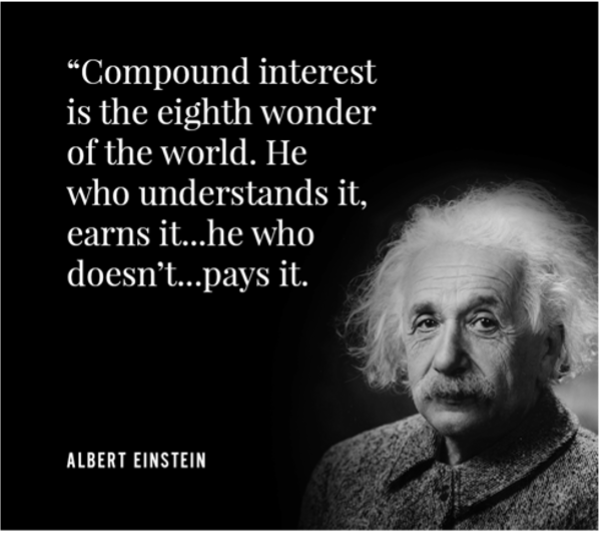 “Compound interest
is the eighth wonder
of the world. He
who understands it,
earns it...he who
doesn’t...pays it.
ALBERT EINSTEIN